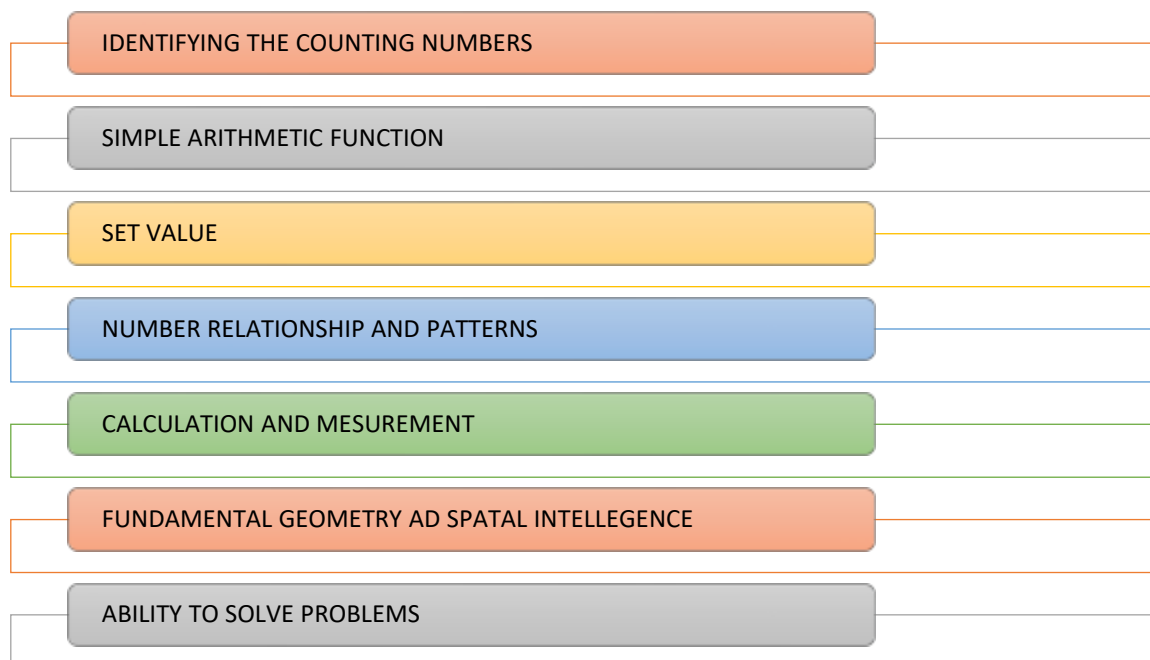 IDENTIFYING THE COUNTING NUMBERS
SIMPLE ARITHMETIC FUNCTION
SET VALUE
NUMBER RELATIONSHIP AND PATTERNS
CALCULATION AND MESUREMENT
FUNDAMENTAL GEOMETRY AD SPATAL INTELLEGENCE
ABILITY TO SOLVE PROBLEMS